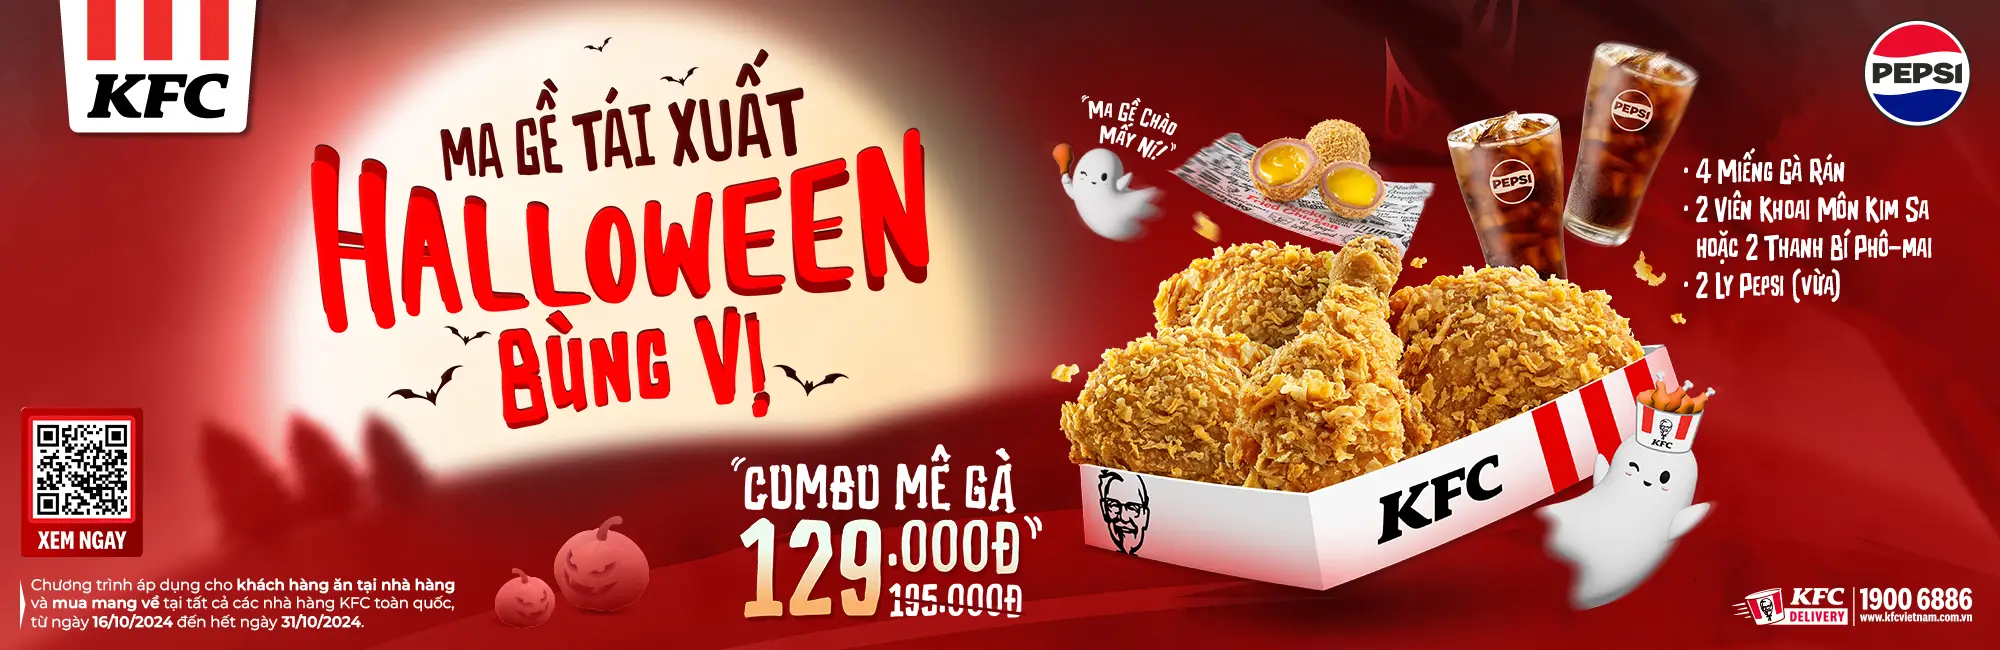 KFC
MA GỀ TÁI XUẤT
HALLOWEEN
BÙNG VỊ
"MA GỀ CHÀO
MẤY NÍ!"
PEPSI
PEPSI
PEPSI
• 4 MIẾNG GÀ RÁN
• 2 VIÊN KHOAI MÔN KIM SA
HOẶC 2 THANH BÍ PHÔ-MAI
• 2 LY PEPSI (VỪA)
"COMBO MÊ GÀ
129.000Đ"
195.000Đ
KFC
KFC
XEM NGAY
Chương trình áp dụng cho khách hàng ăn tại nhà hàng
và mua mang về tại tất cả các nhà hàng KFC toàn quốc,
từ ngày 16/10/2024 đến hết ngày 31/10/2024.
KFC
DELIVERY
1900 6886
www.kfcvietnam.com.vn